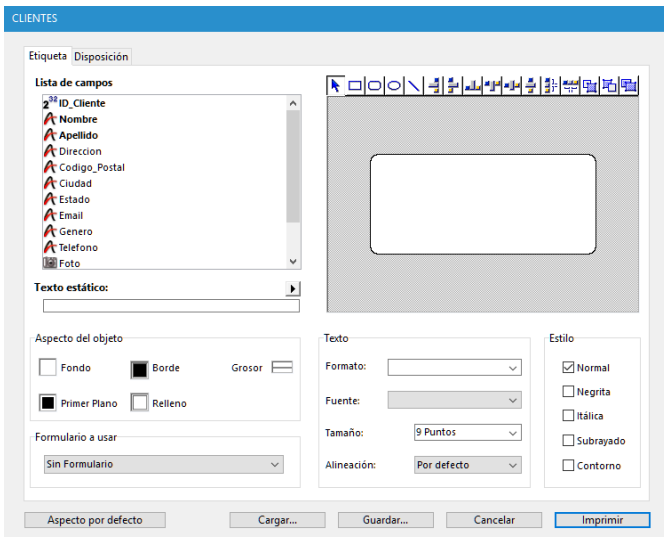 CLIENTES
Etiqueta Disposición
Lista de campos
2³² ID_Cliente
Nombre
Apellido
Direccion
Codigo_Postal
Ciudad
Estado
Email
Genero
Telefono
Foto
Texto estático:
Aspecto del objeto
Fondo Borde Grosor
Primer Plano Relleno
Formulario a usar
Sin Formulario
Texto
Formato:
Fuente:
Tamaño: 9 Puntos
Alineación: Por defecto
Estilo
Normal
Negrita
Itálica
Subrayado
Contorno
Aspecto por defecto Cargar... Guardar... Cancelar Imprimir